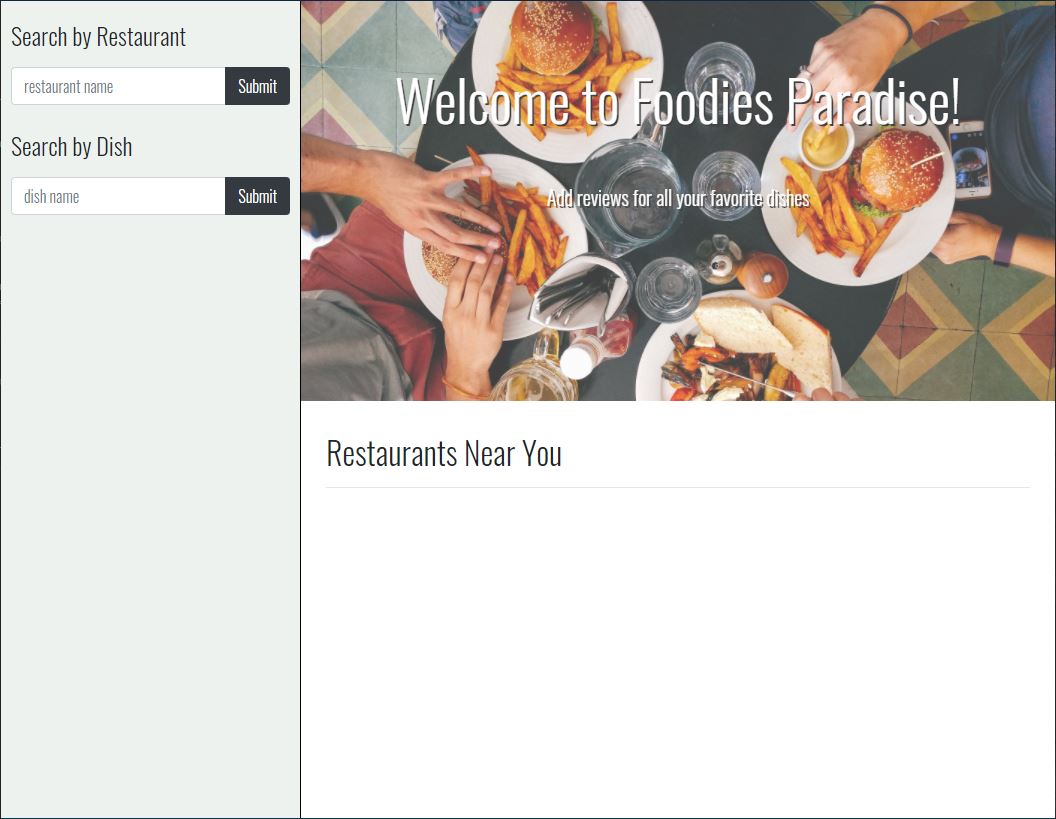 Search by Restaurant
restaurant name Submit
Search by Dish
dish name Submit
Welcome to Foodies Paradise!
Add reviews for all your favorite dishes
Restaurants Near You